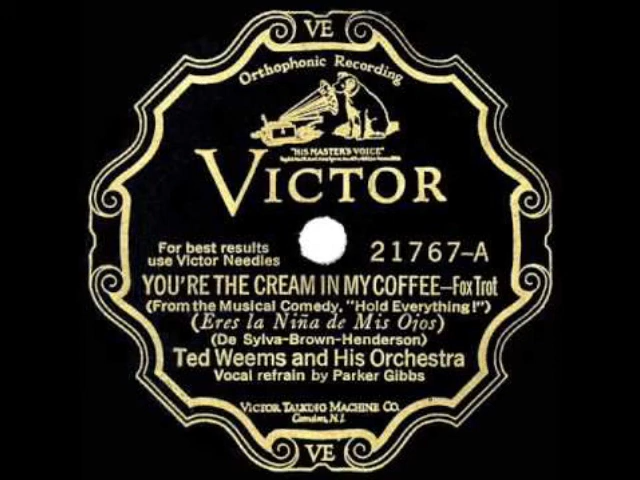 VE
Orthophonic Recording
"HIS MASTER'S VOICE"
VICTOR
For best results
use Victor Needles
21767-A
YOU'RE THE CREAM IN MY COFFEE—Fox Trot
(From the Musical Comedy, "Hold Everything!")
(Eres la Niña de Mis Ojos)
(De Sylva-Brown-Henderson)
Ted Weems and His Orchestra
Vocal refrain by Parker Gibbs
VICTOR TALKING MACHINE CO.
Camden, N.J.
VE